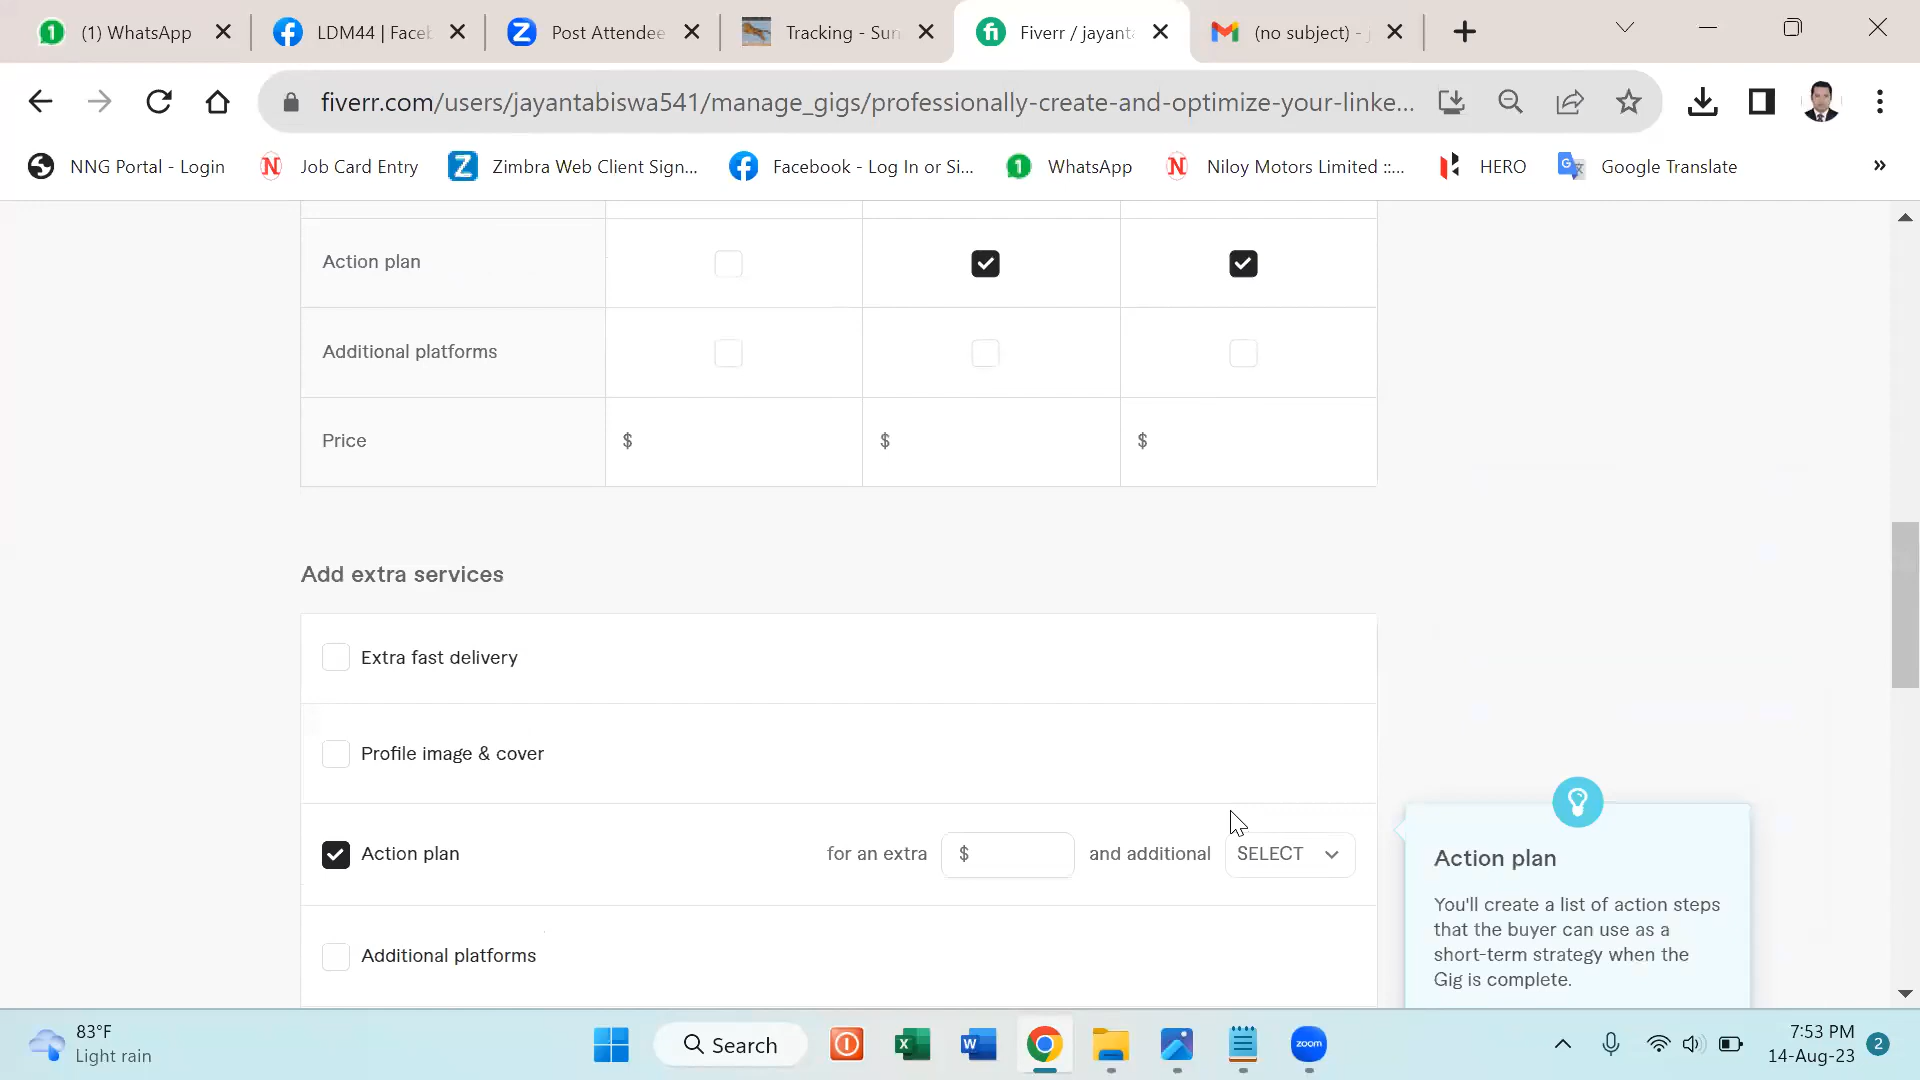 (1) WhatsApp
LDM44 | Faceb
Post Attendee
Tracking - Sun
Fiverr / jayanta
(no subject) - j
fiverr.com/users/jayantabiswa541/manage_gigs/professionally-create-and-optimize-your-linke...
NNG Portal - Login
Job Card Entry
Zimbra Web Client Sign...
Facebook - Log In or Si...
WhatsApp
Niloy Motors Limited ::...
HERO
Google Translate
»
Action plan
Additional platforms
Price $ $ $
Add extra services
Extra fast delivery
Profile image & cover
Action plan for an extra $ and additional SELECT
Additional platforms
Action plan
You'll create a list of action steps
that the buyer can use as a
short-term strategy when the
Gig is complete.
83°F
Light rain
Search
zoom
7:53 PM
14-Aug-23
2